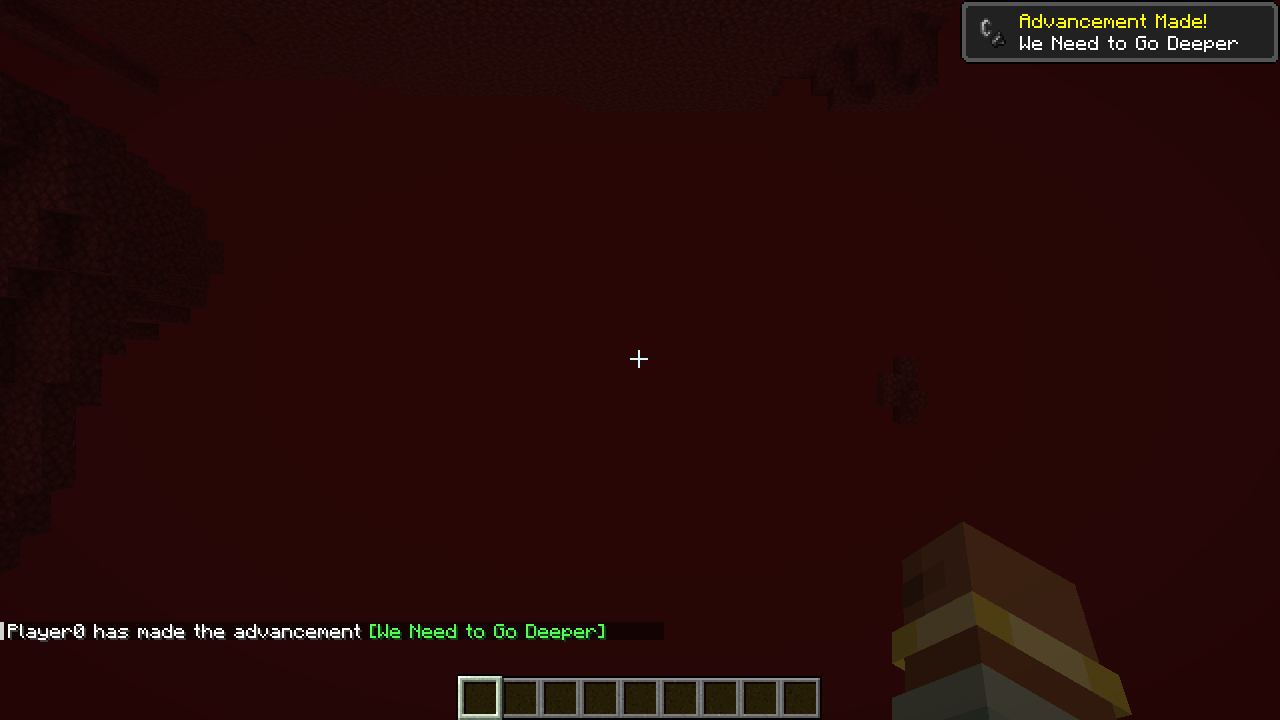 Advancement Made!
We Need to Go Deeper
Player0 has made the advancement [We Need to Go Deeper]